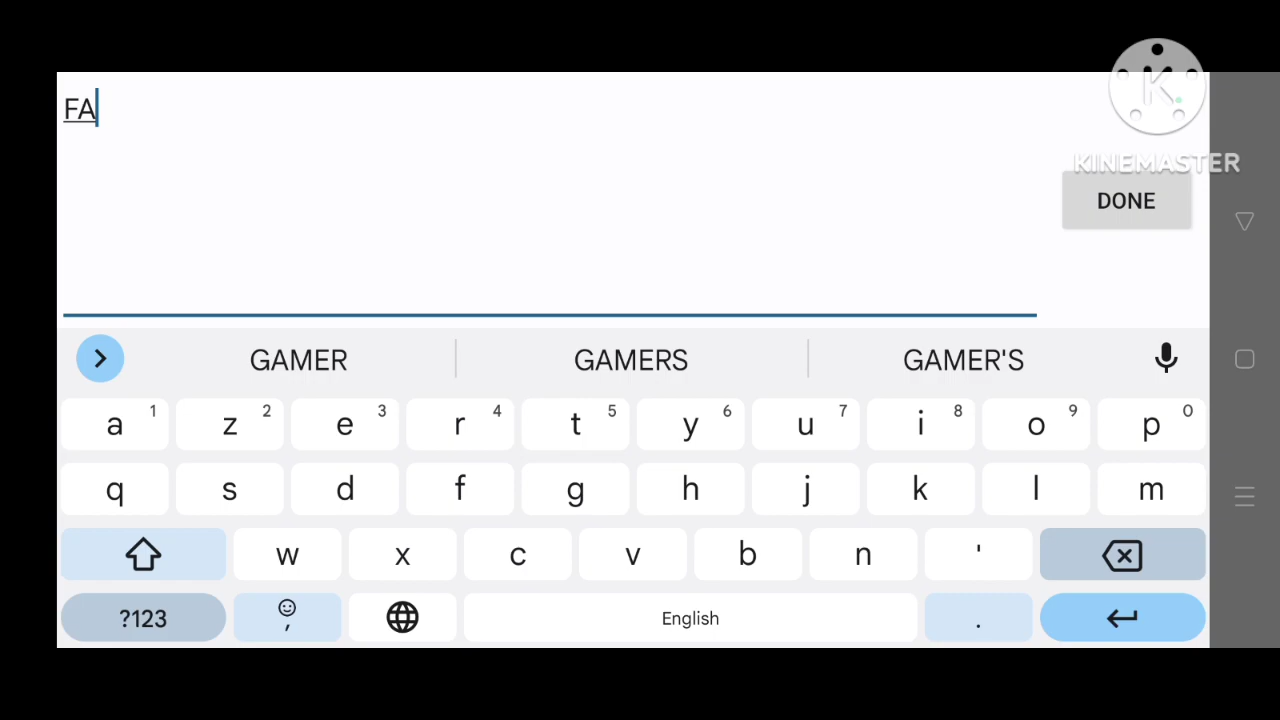 FA
K
KINEMASTER
DONE
GAMER GAMERS GAMER'S
a 1 z 2 e 3 r 4 t 5 y 6 u 7 i 8 o 9 p 0
q s d f g h j k l m
w x c v b n '
?123 , English .